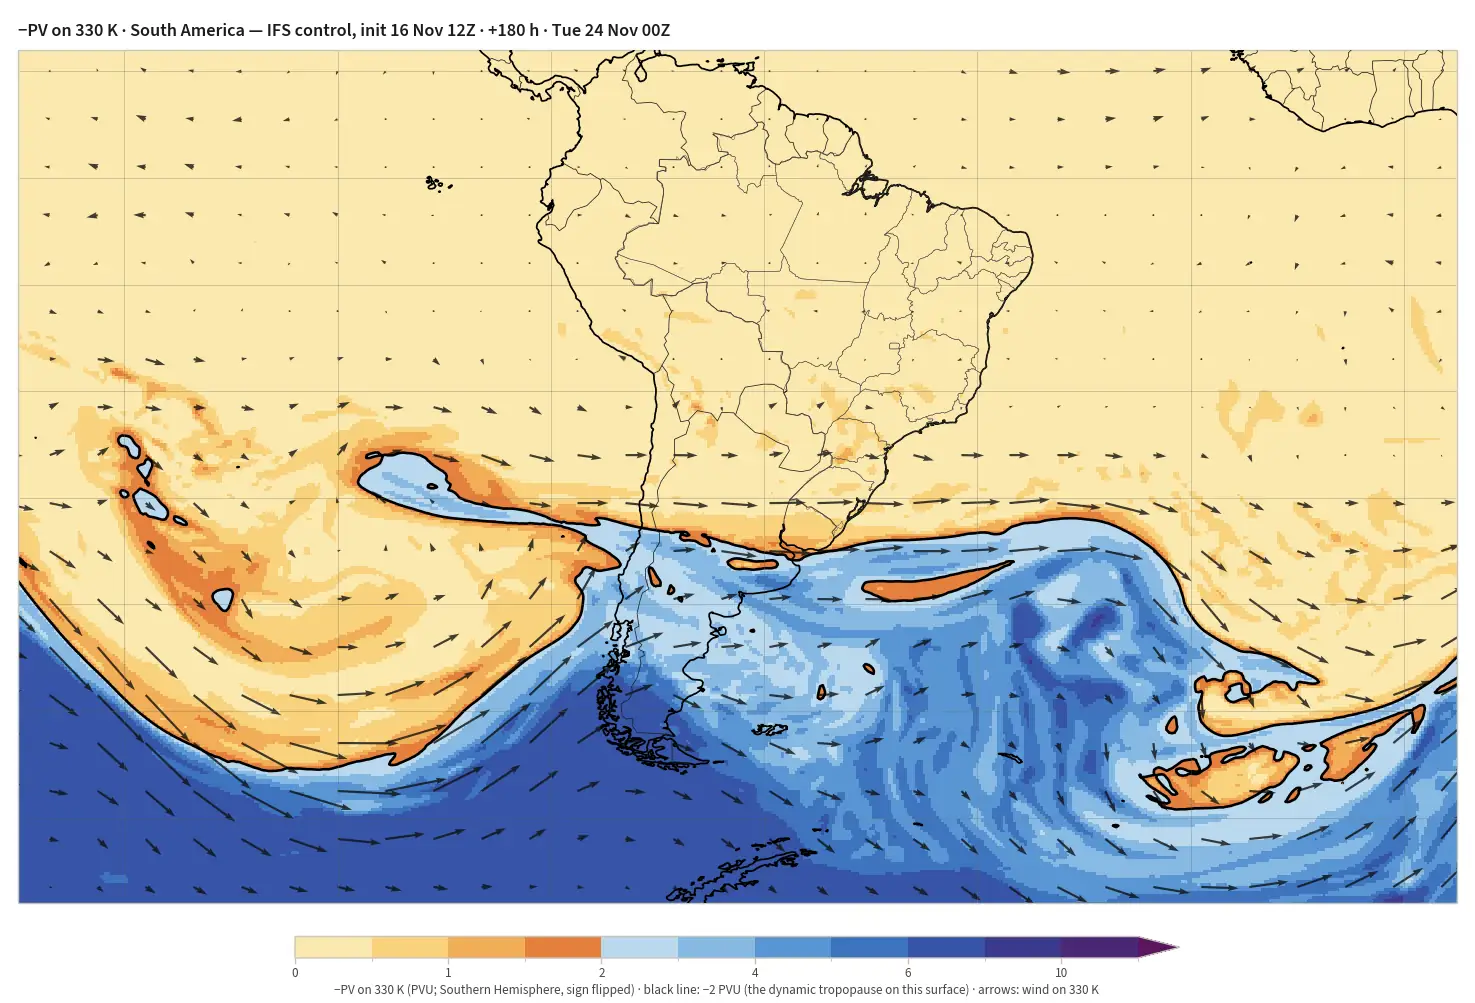 −PV on 330 K · South America — IFS control, init 16 Nov 12Z · +180 h · Tue 24 Nov 00Z
0 1 2 4 6 10
−PV on 330 K (PVU; Southern Hemisphere, sign flipped) · black line: −2 PVU (the dynamic tropopause on this surface) · arrows: wind on 330 K